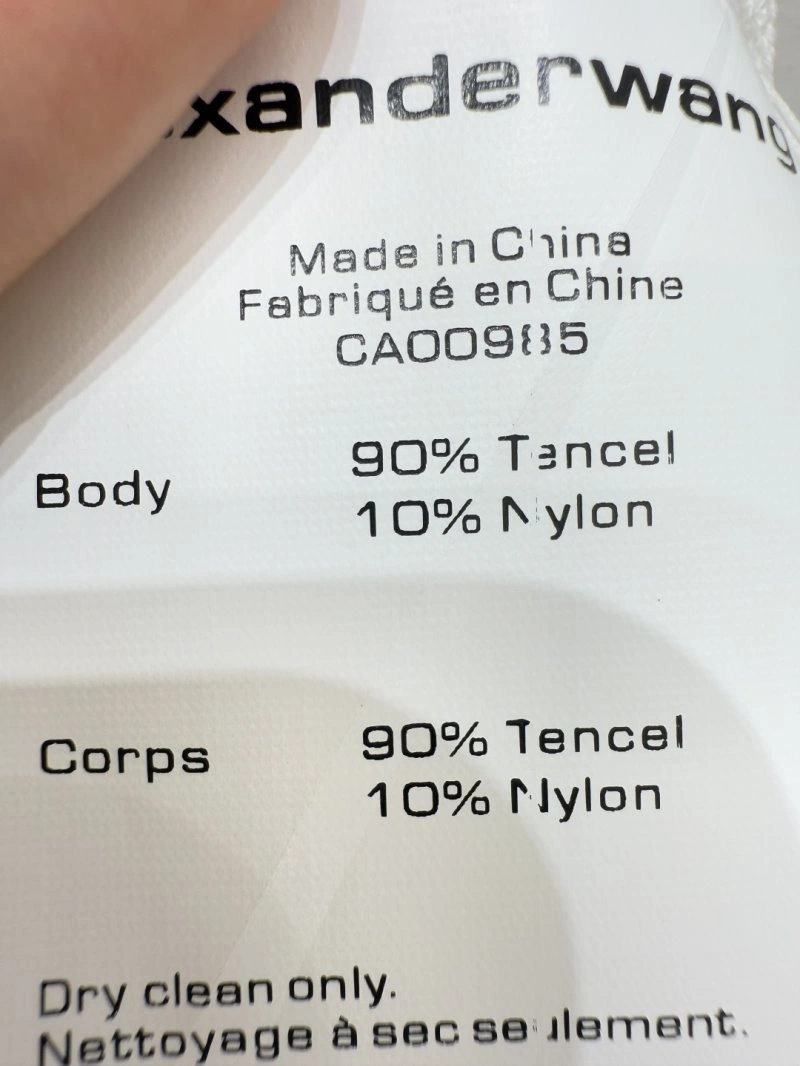 xanderwang
Made in China
Fabriqué en Chine
CA00985
Body
90% Tencel
10% Nylon
Corps
90% Tencel
10% Nylon
Dry clean only.
Nettoyage à sec seulement.